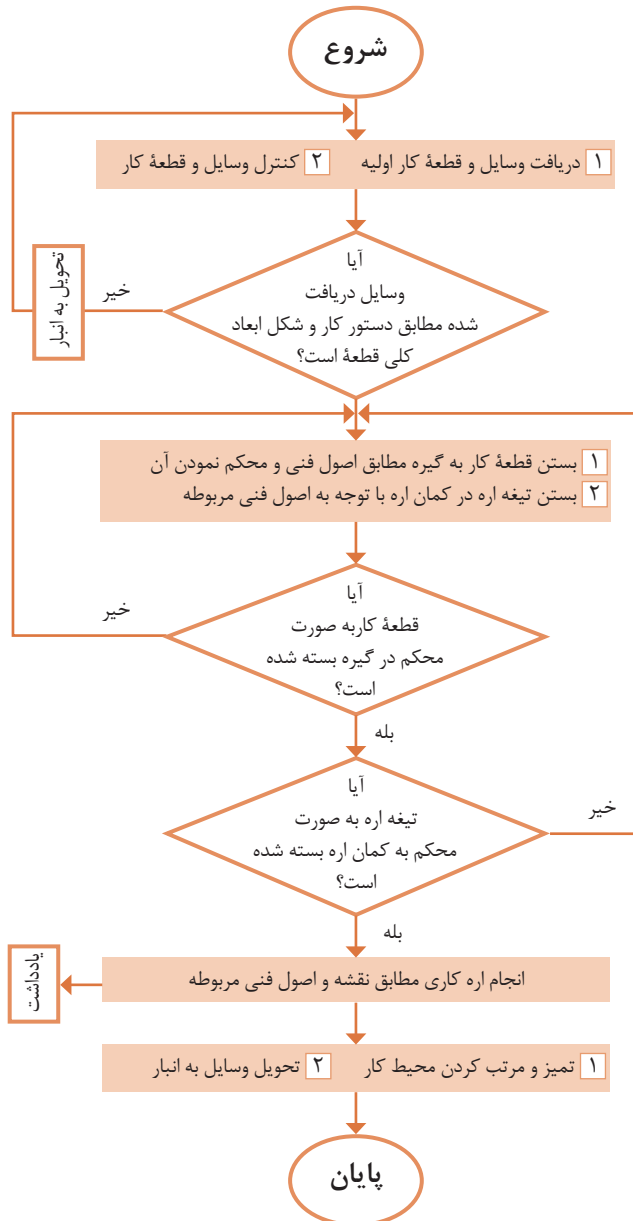 شروع
۱ دریافت وسایل و قطعۀ کار اولیه ۲ کنترل وسایل و قطعۀ کار
آیا
وسایل دریافت
شده مطابق دستور کار و شکل ابعاد
کلی قطعۀ است؟
خیر
تحویل به انبار
۱ بستن قطعۀ کار به گیره مطابق اصول فنی و محکم نمودن آن
۲ بستن تیغه اره در کمان اره با توجه به اصول فنی مربوطه
آیا
قطعۀ کاربه صورت
محکم در گیره بسته شده
است؟
خیر
بله
آیا
تیغه اره به صورت
محکم به کمان اره بسته شده
است؟
خیر
بله
انجام اره کاری مطابق نقشه و اصول فنی مربوطه
یادداشت
۱ تمیز و مرتب کردن محیط کار ۲ تحویل وسایل به انبار
پایان